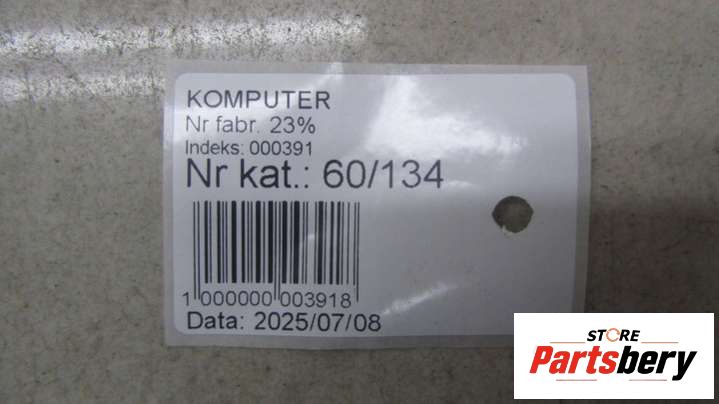 KOMPUTER
Nr fabr. 23%
Indeks: 000391
Nr kat.: 60/134
1 000000 003918
Data: 2025/07/08
STORE
Partsbery